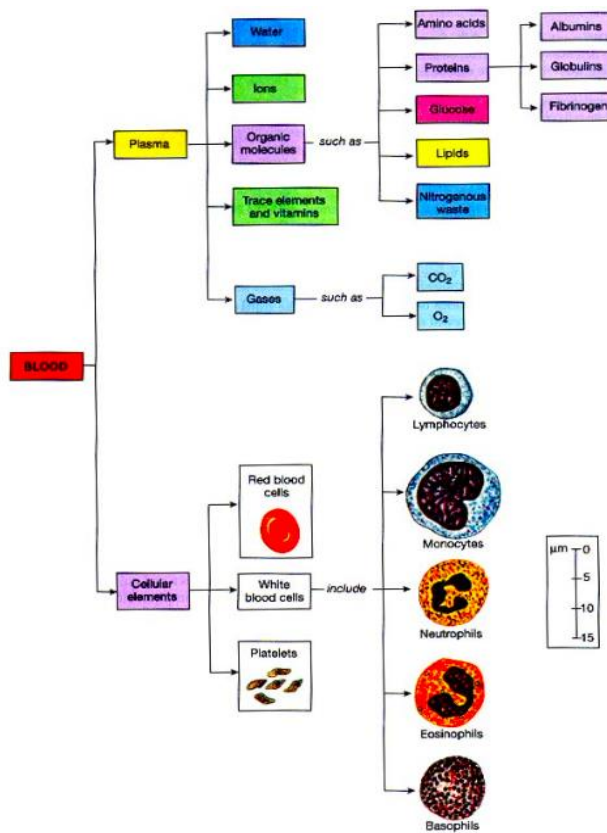 Water
Ions
Organic
molecules
such as
Trace elements
and vitamins
Gases
such as
Plasma
Amino acids
Proteins
Glucose
Lipids
Nitrogenous
waste
Albumins
Globulins
Fibrinogen
CO₂
O₂
BLOOD
Cellular
elements
Red blood
cells
White
blood cells
include
Platelets
Lymphocytes
Monocytes
Neutrophils
Eosinophils
Basophils
µm
0
5
10
15